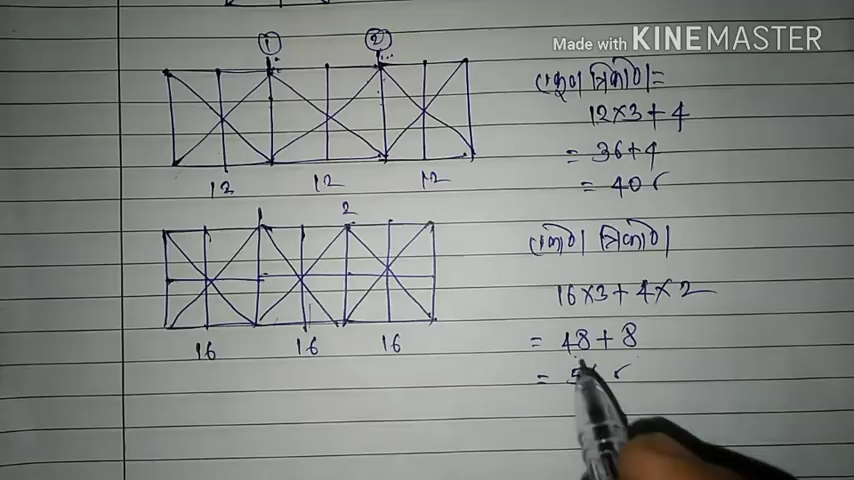 Made with KINEMASTER
1 2
ত্রিভুজ =
12×3+4
= 36+4
= 40
12 12 12
1 2
ত্রিভুজ
16×3+4×2
= 48+8
=
16 16 16